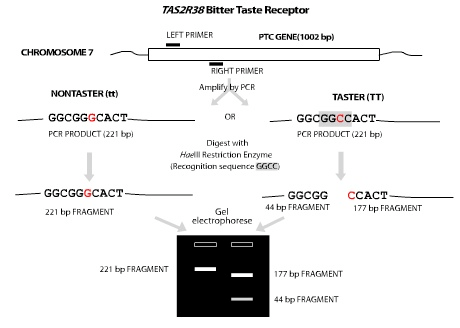 TAS2R38 Bitter Taste Receptor
LEFT PRIMER
PTC GENE(1002 bp)
CHROMOSOME 7
RIGHT PRIMER
Amplify by PCR
NONTASTER (tt)
TASTER (TT)
GGCGGGCACT
OR
GGCGGCCACT
PCR PRODUCT (221 bp)
PCR PRODUCT (221 bp)
Digest with
HaeIII Restriction Enzyme
(Recognition sequence GGCC)
GGCGGGCACT
GGCGG CCACT
221 bp FRAGMENT
44 bp FRAGMENT
177 bp FRAGMENT
Gel
electrophorese
221 bp FRAGMENT
177 bp FRAGMENT
44 bp FRAGMENT